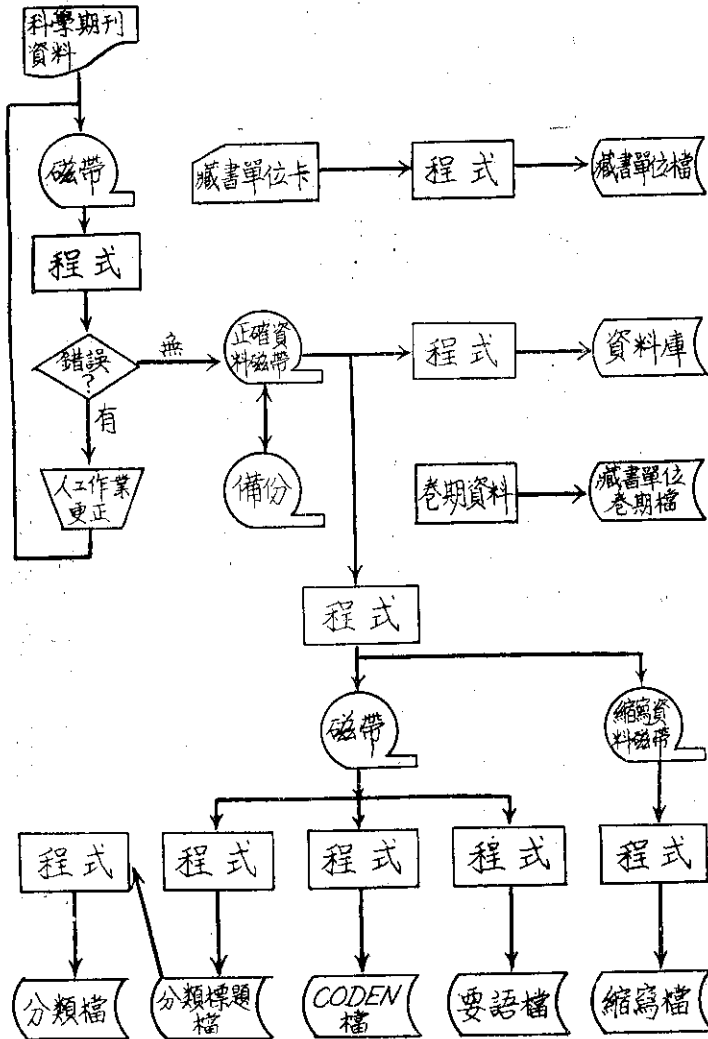 科學期刊
資料
磁帶
藏書單位卡
程式
藏書單位檔
程式
錯誤
?
無
正確資
料磁帶
程式
資料庫
有
人工作業
更正
備份
卷期資料
藏書單位
卷期檔
程式
磁帶
縮寫資
料磁帶
程式
程式
程式
程式
程式
分類檔
分類標題
檔
CODEN
檔
要語檔
縮寫檔